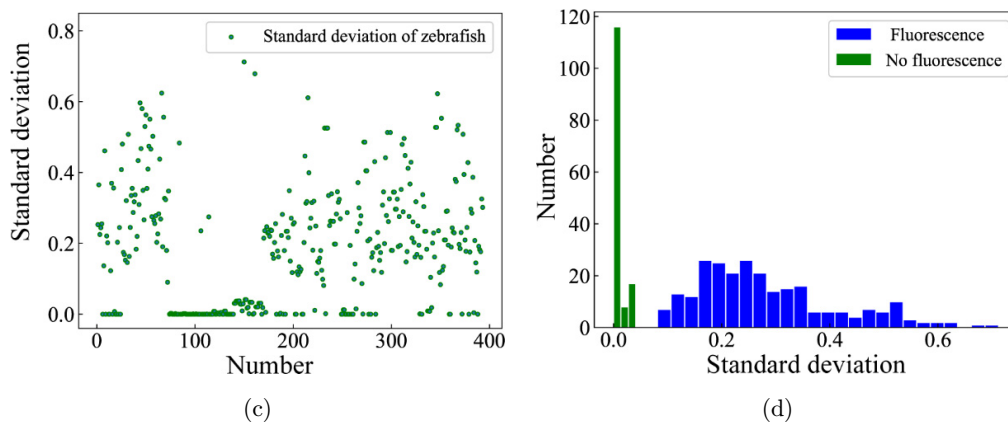 Standard deviation
0.8
0.6
0.4
0.2
0.0
Standard deviation of zebrafish
0 100 200 300 400
Number
(c)
Number
120
100
80
60
40
20
0
Fluorescence
No fluorescence
0.0 0.2 0.4 0.6
Standard deviation
(d)